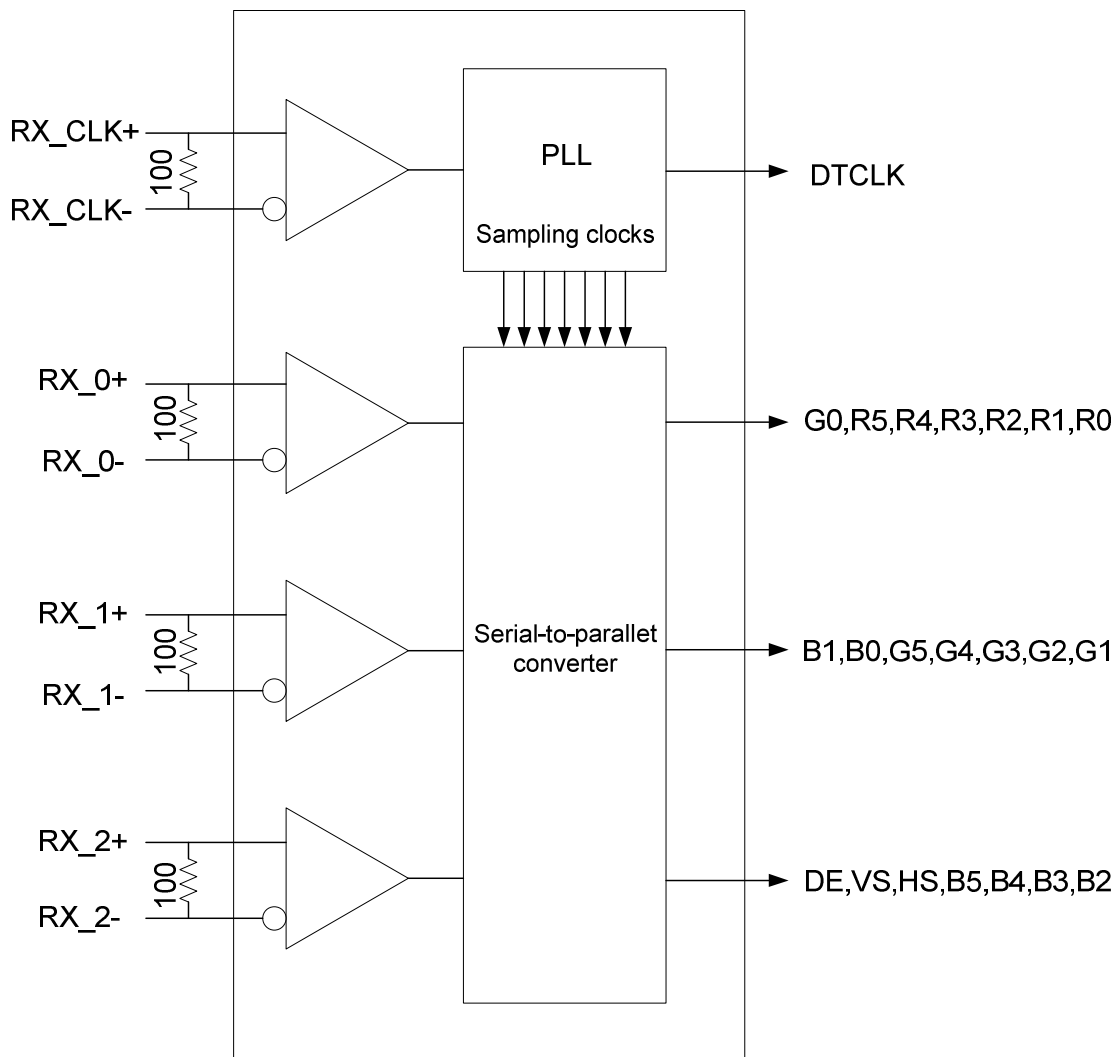 RX_CLK+
100
RX_CLK-
PLL
Sampling clocks
DTCLK
RX_0+
100
RX_0-
G0,R5,R4,R3,R2,R1,R0
RX_1+
100
RX_1-
Serial-to-parallet
converter
B1,B0,G5,G4,G3,G2,G1
RX_2+
100
RX_2-
DE,VS,HS,B5,B4,B3,B2